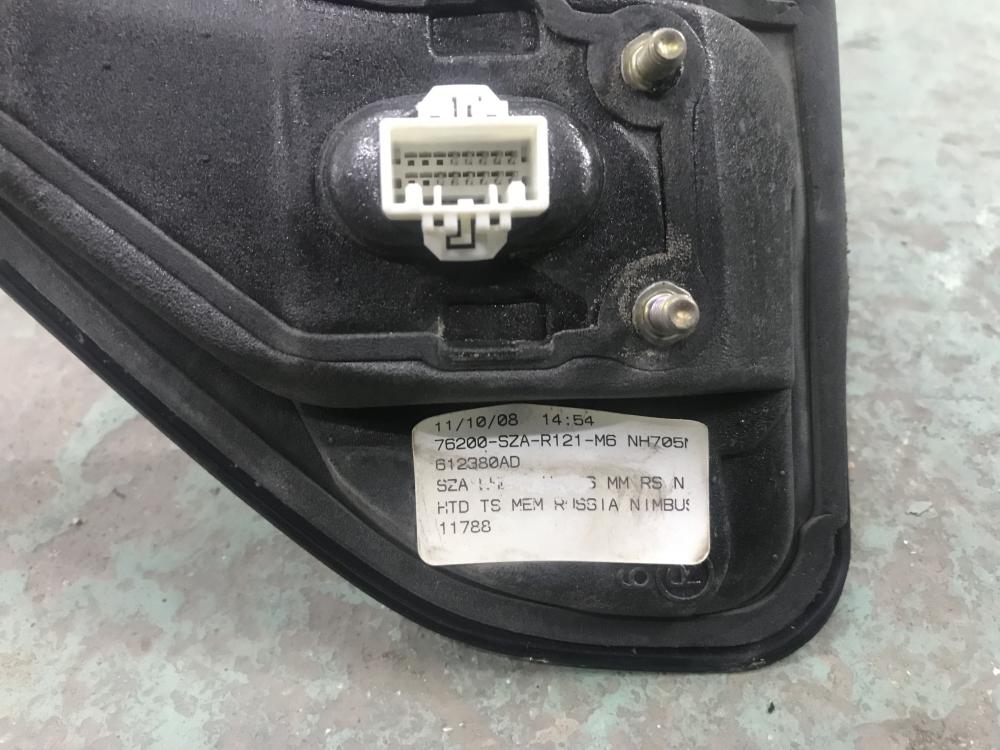 11/10/08 14:54
76200-SZA-R121-M6 NH705M
612380AD
SZA MM RS N
HTD TS MEM RUSSIA NIMBUS
11788
9